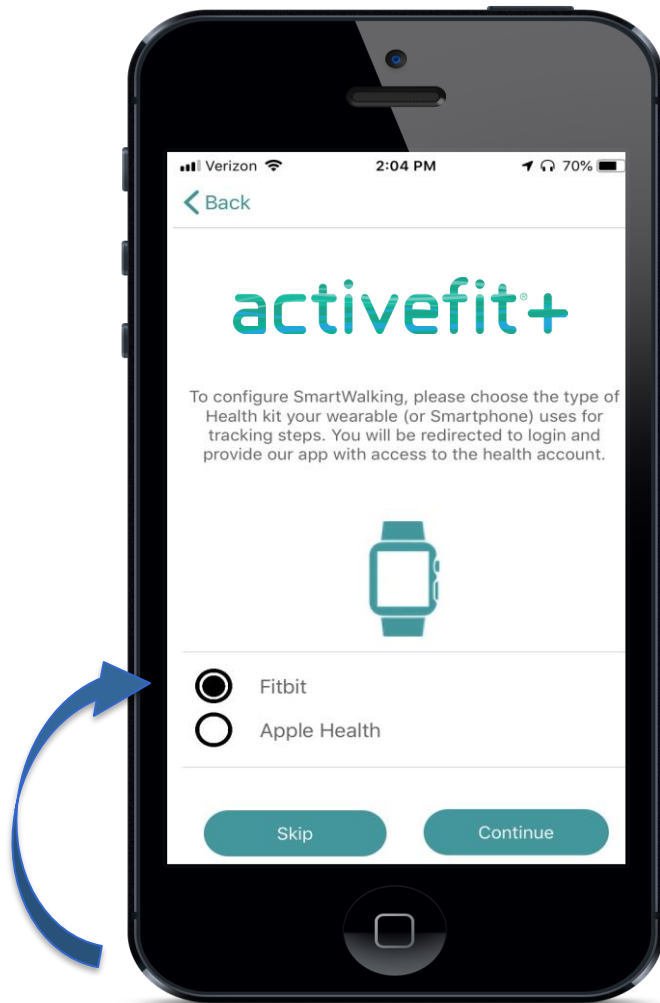 Verizon 2:04 PM 70%
Back
activefit®+
To configure SmartWalking, please choose the type of
Health kit your wearable (or Smartphone) uses for
tracking steps. You will be redirected to login and
provide our app with access to the health account.
Fitbit
Apple Health
Skip Continue